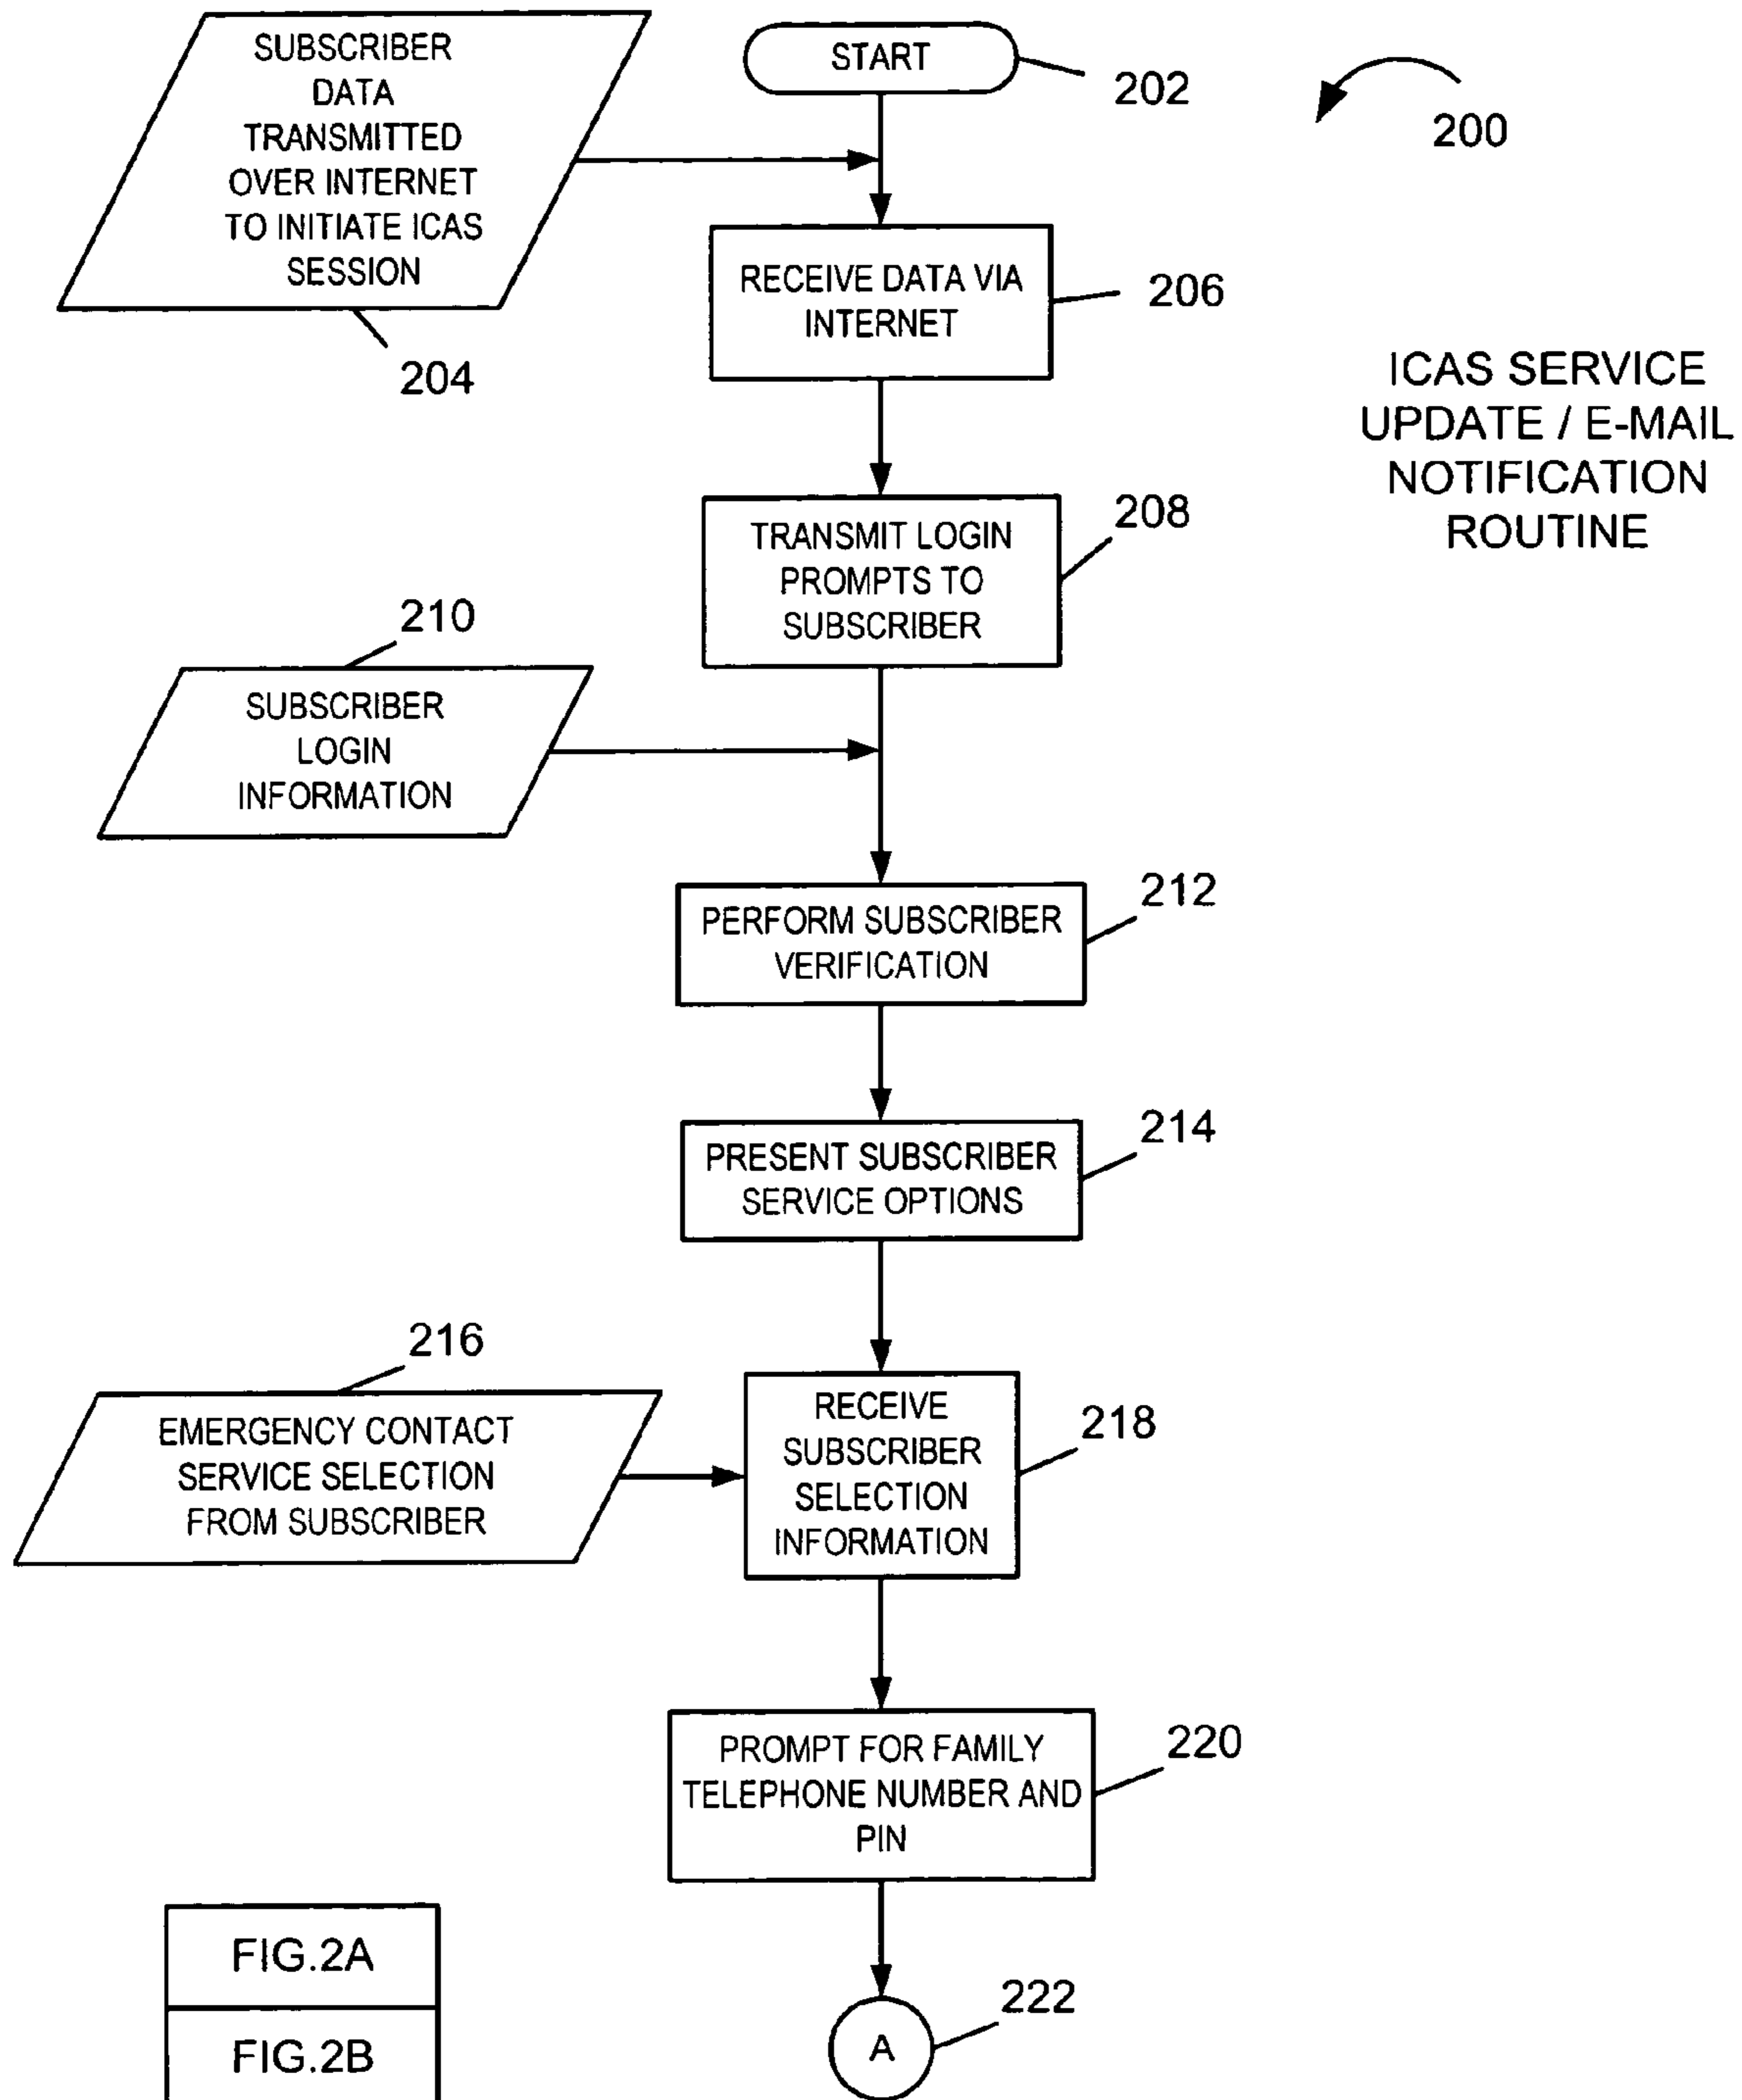 SUBSCRIBER
DATA
TRANSMITTED
OVER INTERNET
TO INITIATE ICAS
SESSION
204
START
202
200
RECEIVE DATA VIA
INTERNET
206
ICAS SERVICE
UPDATE / E-MAIL
NOTIFICATION
ROUTINE
TRANSMIT LOGIN
PROMPTS TO
SUBSCRIBER
208
210
SUBSCRIBER
LOGIN
INFORMATION
PERFORM SUBSCRIBER
VERIFICATION
212
PRESENT SUBSCRIBER
SERVICE OPTIONS
214
216
EMERGENCY CONTACT
SERVICE SELECTION
FROM SUBSCRIBER
RECEIVE
SUBSCRIBER
SELECTION
INFORMATION
218
PROMPT FOR FAMILY
TELEPHONE NUMBER AND
PIN
220
A
222
FIG.2A
FIG.2B